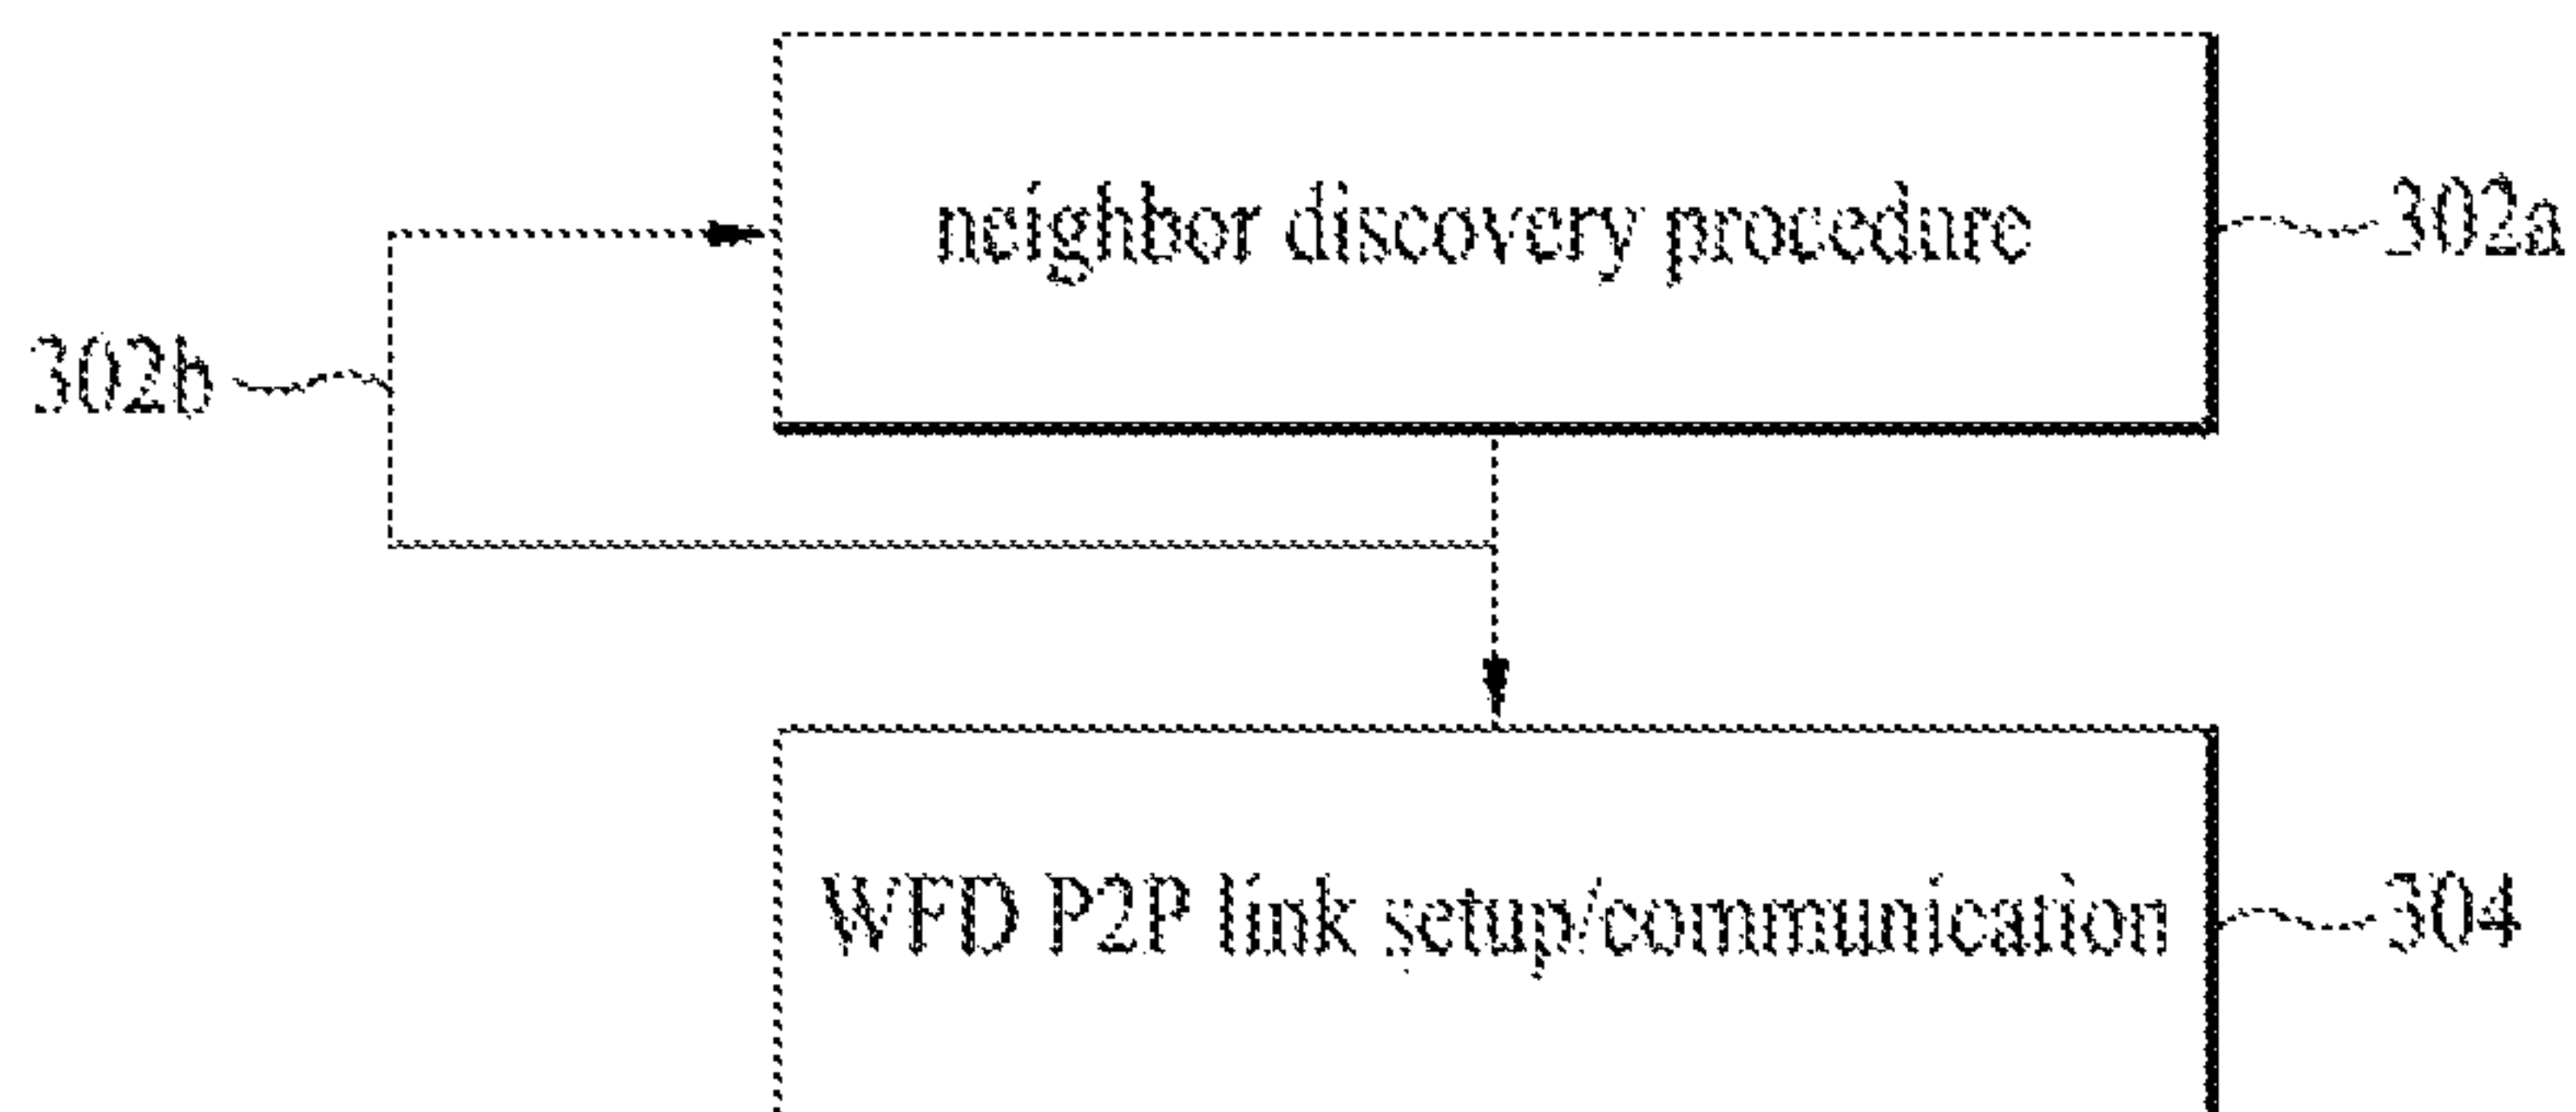 neighbor discovery procedure
302a
302b
WFD P2P link setup/communication
304